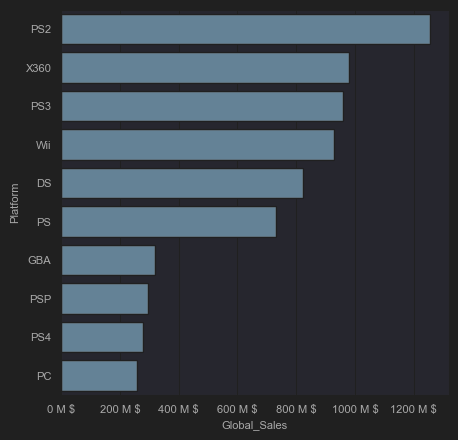 PS2
X360
PS3
Wii
DS
PS
GBA
PSP
PS4
PC
Platform
0 M $ 200 M $ 400 M $ 600 M $ 800 M $ 1000 M $ 1200 M $
Global_Sales